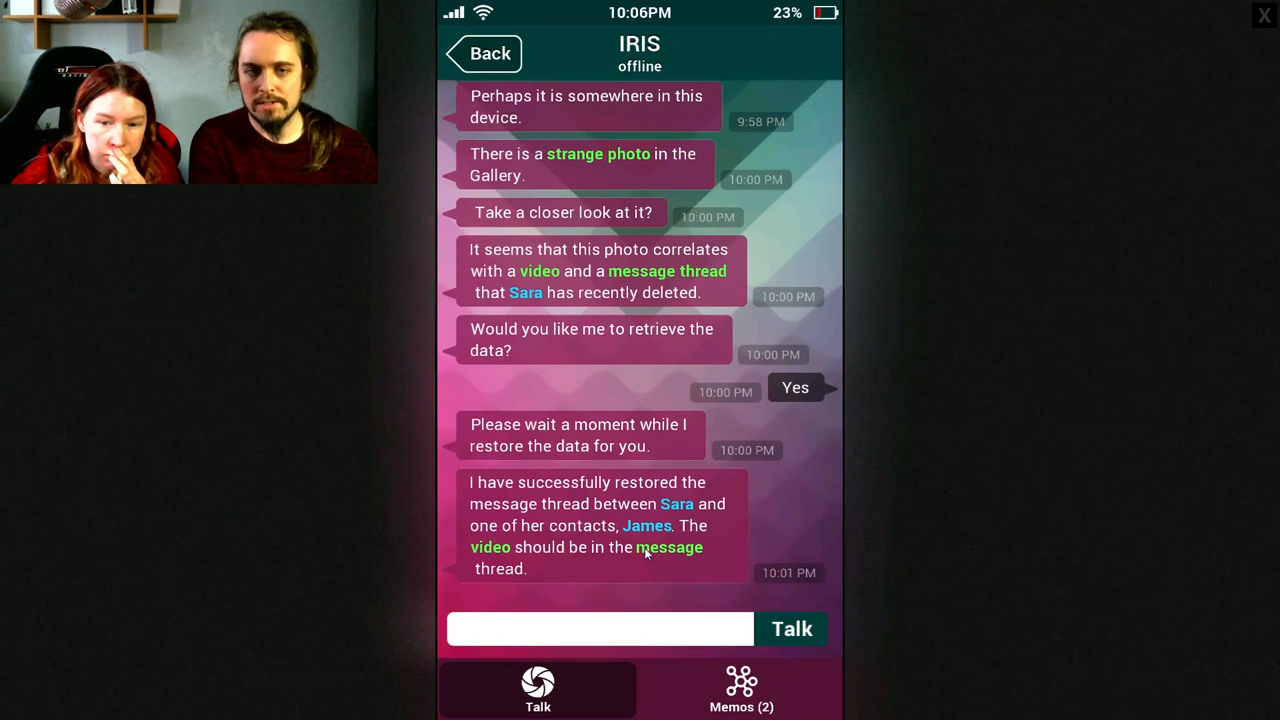 10:06PM
23%
X
Back
IRIS
offline
Perhaps it is somewhere in this
device.
9:58 PM
There is a strange photo in the
Gallery.
10:00 PM
Take a closer look at it?
10:00 PM
It seems that this photo correlates
with a video and a message thread
that Sara has recently deleted.
10:00 PM
Would you like me to retrieve the
data?
10:00 PM
10:00 PM
Yes
Please wait a moment while I
restore the data for you.
10:00 PM
I have successfully restored the
message thread between Sara and
one of her contacts, James. The
video should be in the message
thread.
10:01 PM
Talk
Talk
Memos (2)